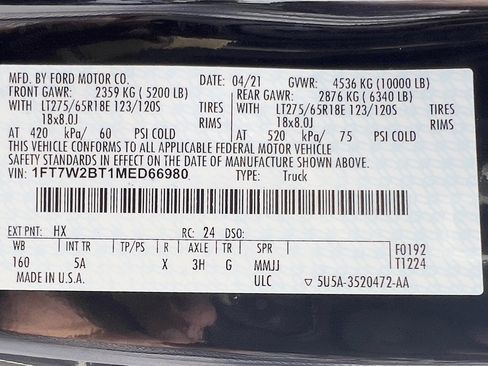 MFD. BY FORD MOTOR CO. DATE: 04/21 GVWR: 4536 KG (10000 LB)
FRONT GAWR: 2359 KG (5200 LB) REAR GAWR: 2876 KG (6340 LB)
WITH LT275/65R18E 123/120S TIRES WITH LT275/65R18E 123/120S TIRES
18x8.0J RIMS 18x8.0J RIMS
AT 420 kPa/ 60 PSI COLD AT 520 kPa/ 75 PSI COLD
THIS VEHICLE CONFORMS TO ALL APPLICABLE FEDERAL MOTOR VEHICLE
SAFETY STANDARDS IN EFFECT ON THE DATE OF MANUFACTURE SHOWN ABOVE.
VIN: 1FT7W2BT1MED66980 TYPE: Truck
EXT PNT: HX RC: 24 DSO:
WB INT TR TP/PS R AXLE TR SPR F0192
160 5A X 3H G MMJJ T1224
MADE IN U.S.A. ULC ▽ 5U5A-3520472-AA